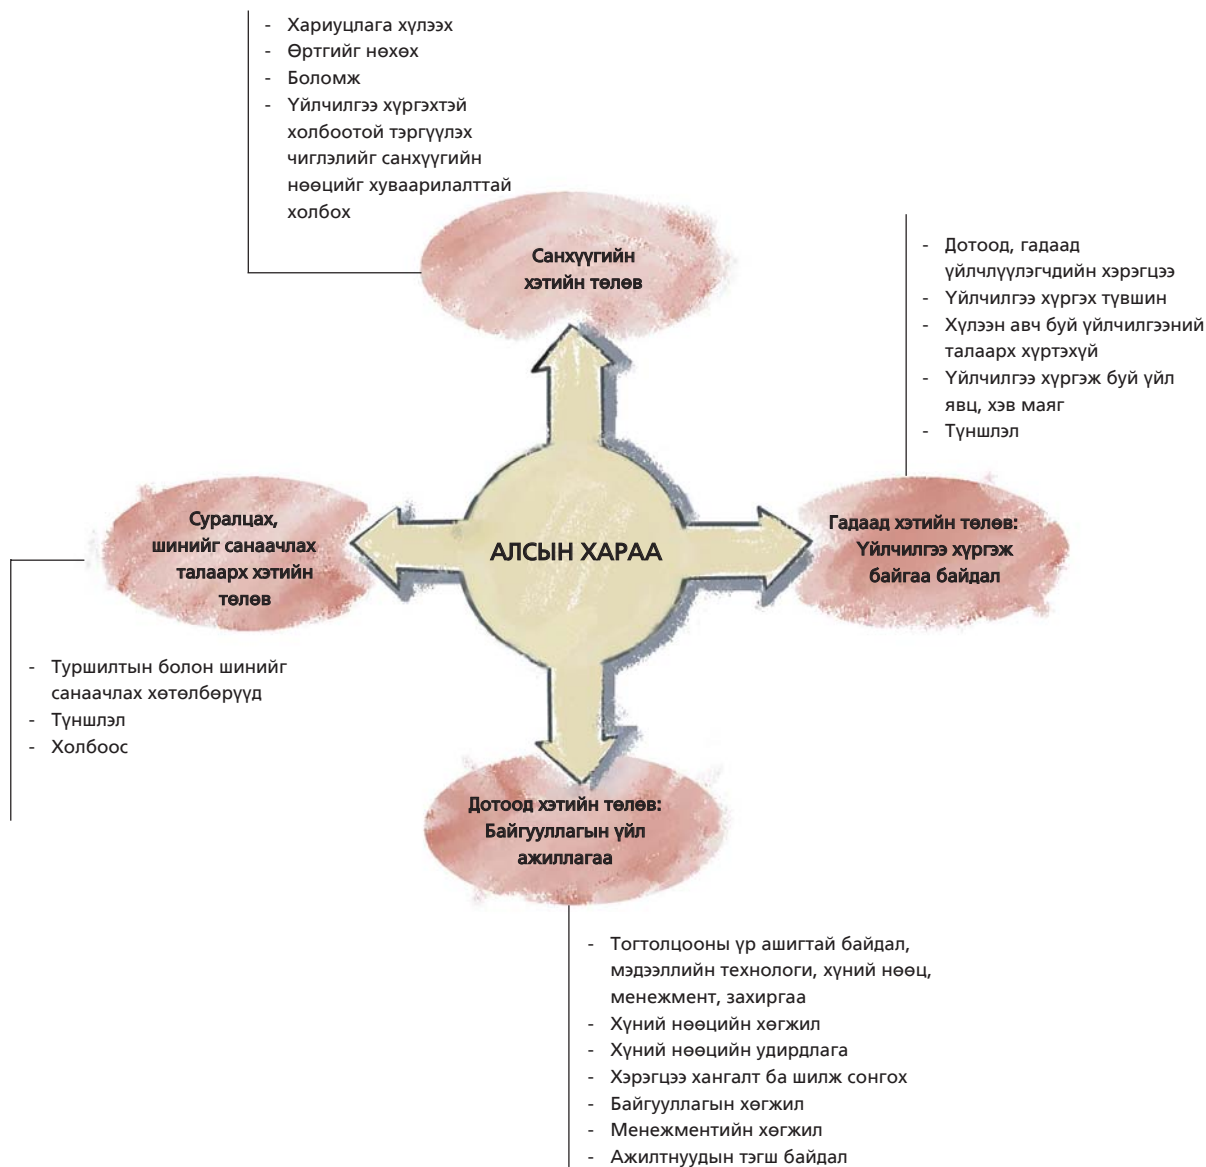 - Хариуцлага хүлээх
- Өртгийг нөхөх
- Боломж
- Үйлчилгээ хүргэхтэй
холбоотой тэргүүлэх
чиглэлийг санхүүгийн
нөөцийг хуваарилалттай
холбох
Санхүүгийн
хэтийн төлөв
- Дотоод, гадаад
үйлчлүүлэгчдийн хэрэгцээ
- Үйлчилгээ хүргэх түвшин
- Хүлээн авч буй үйлчилгээний
талаарх хүртэхүй
- Үйлчилгээ хүргэж буй үйл
явц, хэв маяг
- Түншлэл
Суралцах,
шинийг санаачлах
талаарх хэтийн
төлөв
АЛСЫН ХАРАА
Гадаад хэтийн төлөв:
Үйлчилгээ хүргэж
байгаа байдал
- Туршилтын болон шинийг
санаачлах хөтөлбөрүүд
- Түншлэл
- Холбоос
Дотоод хэтийн төлөв:
Байгууллагын үйл
ажиллагаа
- Тогтолцооны үр ашигтай байдал,
мэдээллийн технологи, хүний нөөц,
менежмент, захиргаа
- Хүний нөөцийн хөгжил
- Хүний нөөцийн удирдлага
- Хэрэгцээ хангалт ба шилж сонгох
- Байгууллагын хөгжил
- Менежментийн хөгжил
- Ажилтнуудын тэгш байдал